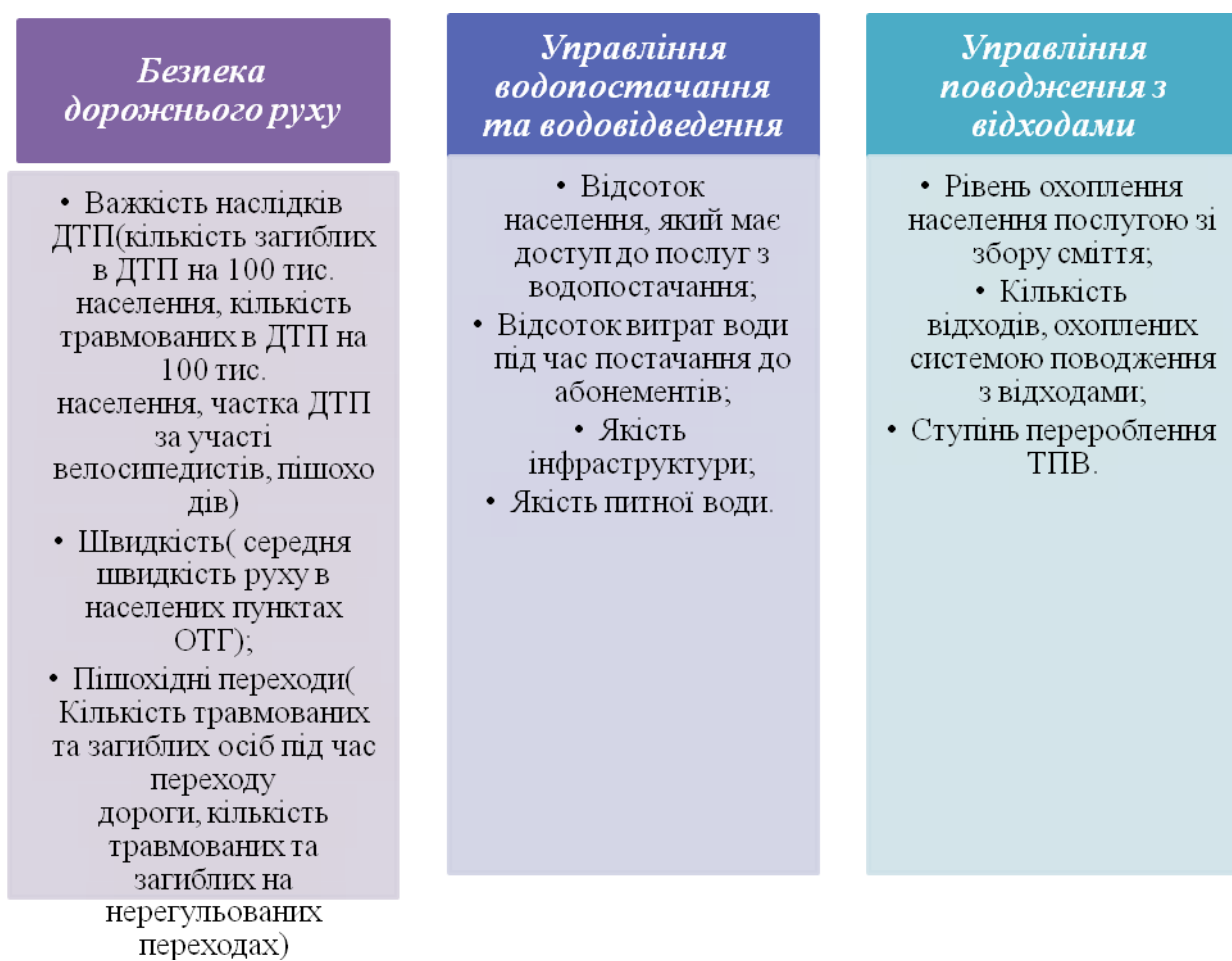 Безпека
дорожнього руху
• Важкість наслідків
ДТП(кількість загиблих
в ДТП на 100 тис.
населення, кількість
травмованих в ДТП на
100 тис.
населення, частка ДТП
за участі
велосипедистів, пішохо
дів)
• Швидкість( середня
швидкість руху в
населених пунктах
ОТГ);
• Пішохідні переходи(
Кількість травмованих
та загиблих осіб під час
переходу
дороги, кількість
травмованих та
загиблих на
нерегульованих
переходах)
Управління
водопостачання
та водовідведення
• Відсоток
населення, який має
доступ до послуг з
водопостачання;
• Відсоток витрат води
під час постачання до
абонементів;
• Якість
інфраструктури;
• Якість питної води.
Управління
поводження з
відходами
• Рівень охоплення
населення послугою зі
збору сміття;
• Кількість
відходів, охоплених
системою поводження
з відходами;
• Ступінь перероблення
ТПВ.